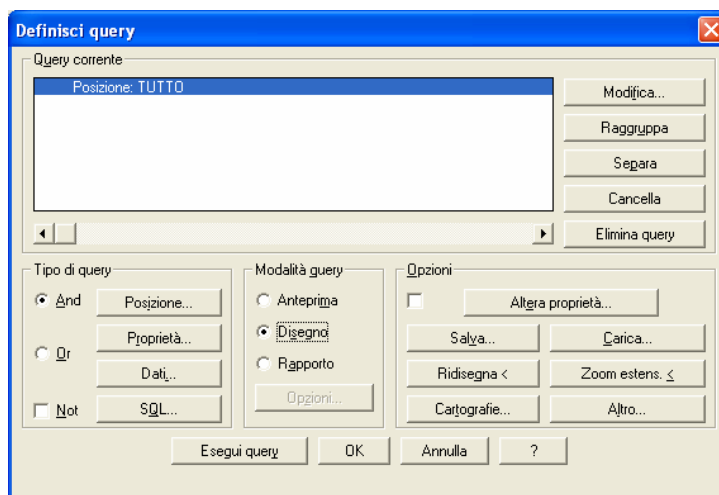 Definisci query
Query corrente
Posizione: TUTTO
Modifica...
Raggruppa
Separa
Cancella
Elimina query
Tipo di query
And
Posizione...
Proprietà...
Or
Dati...
Not
SQL...
Modalità query
Anteprima
Disegno
Rapporto
Opzioni...
Opzioni
Altera proprietà...
Salva...
Carica...
Ridisegna <
Zoom estens. <
Cartografie...
Altro...
Esegui query
OK
Annulla
?